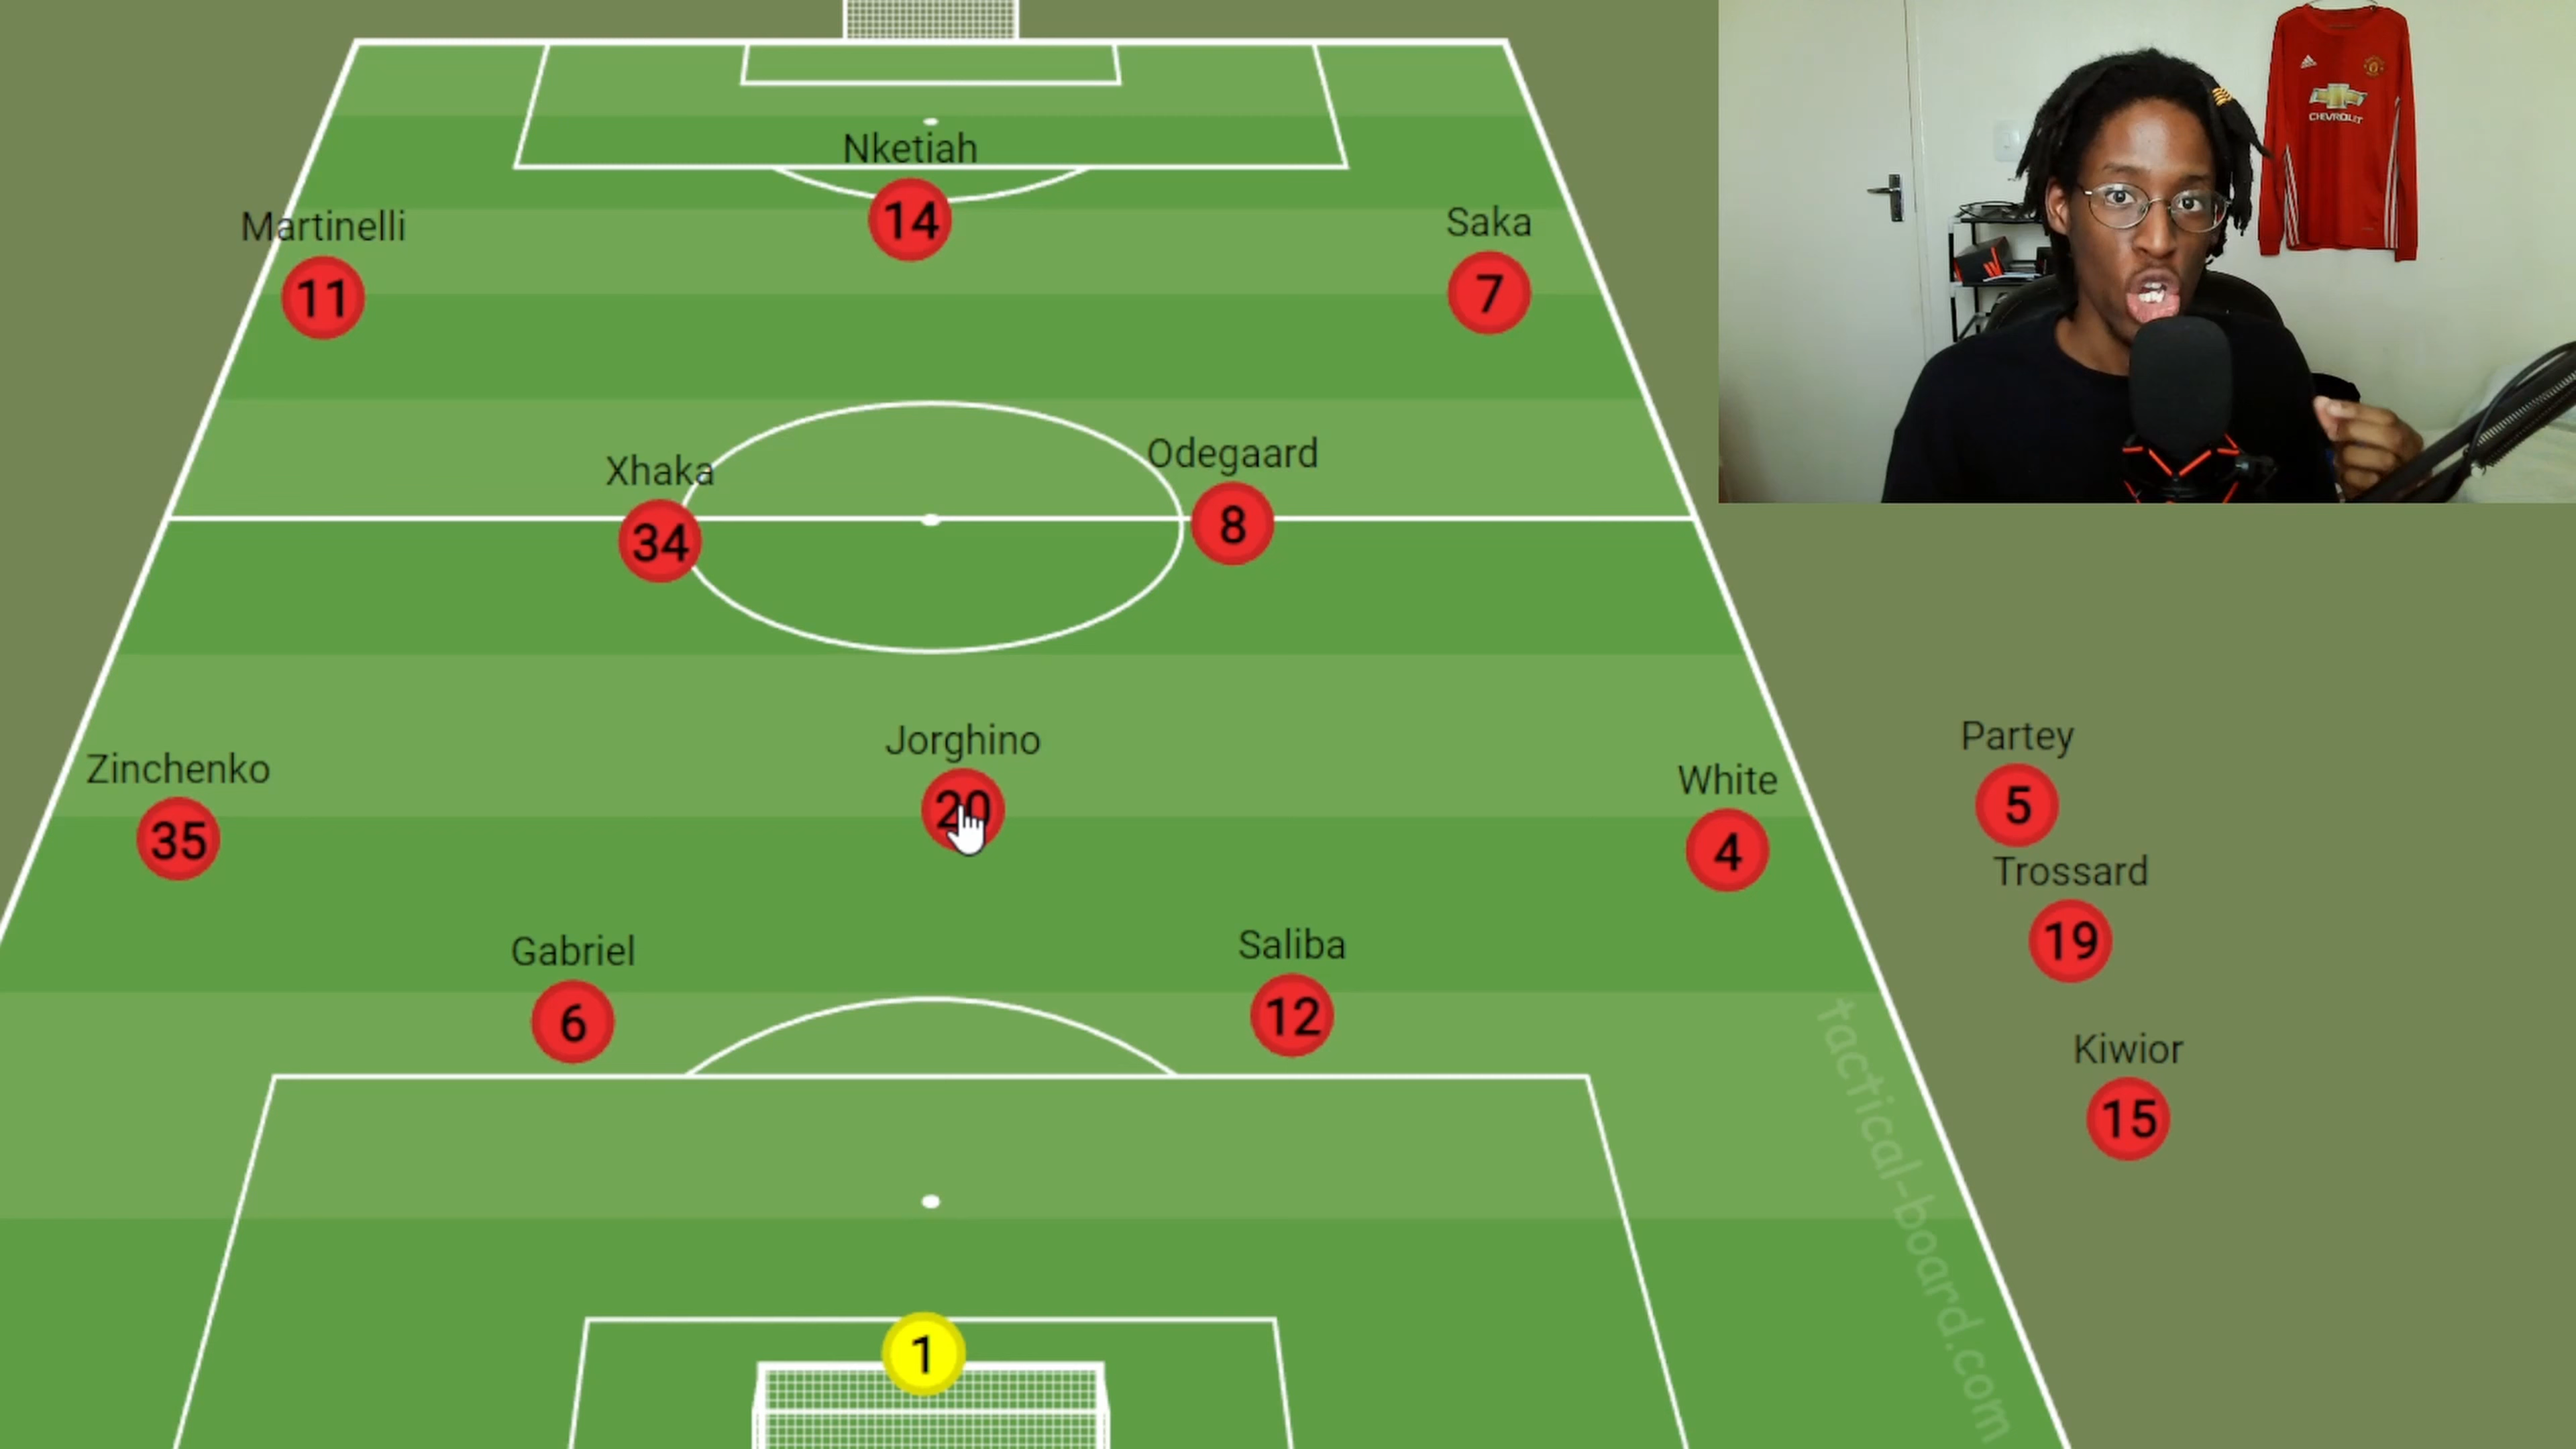 Nketiah
14
Martinelli
11
Saka
7
CHEVROLET
Xhaka
34
Odegaard
8
Jorghino
20
Zinchenko
35
White
4
Partey
5
Trossard
19
Gabriel
6
Saliba
12
Kiwior
15
1
tactical-board.com